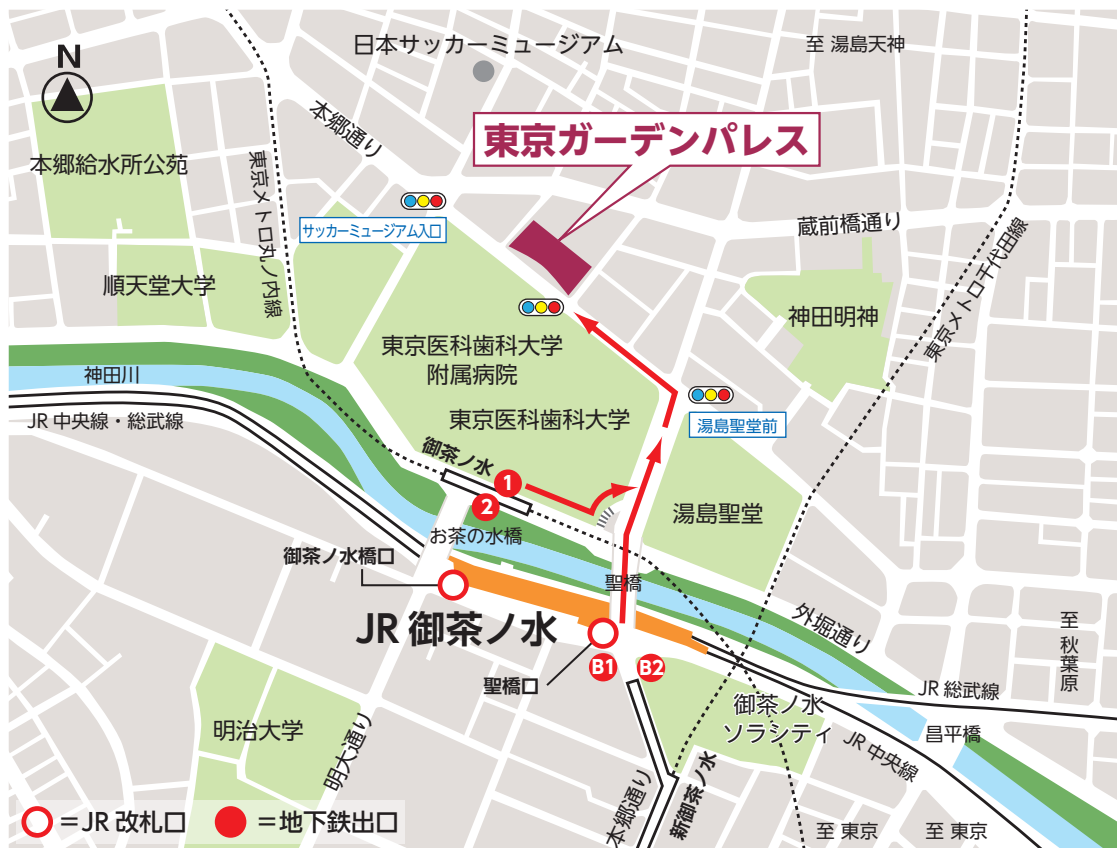 日本サッカーミュージアム
至 湯島天神
N
本郷通り
東京ガーデンパレス
本郷給水所公苑
東京メトロ丸ノ内線
サッカーミュージアム入口
蔵前橋通り
東京メトロ千代田線
順天堂大学
神田明神
東京医科歯科大学
附属病院
神田川
JR 中央線・総武線
東京医科歯科大学
湯島聖堂前
御茶ノ水
1
2
湯島聖堂
お茶の水橋
御茶ノ水橋口
聖橋
外堀通り
至
秋
葉
原
JR 御茶ノ水
聖橋口
B1
B2
JR 総武線
御茶ノ水
ソラシティ
昌平橋
JR 中央線
明治大学
明大通り
本郷通り
新御茶ノ水
至 東京
至 東京
=JR 改札口
=地下鉄出口